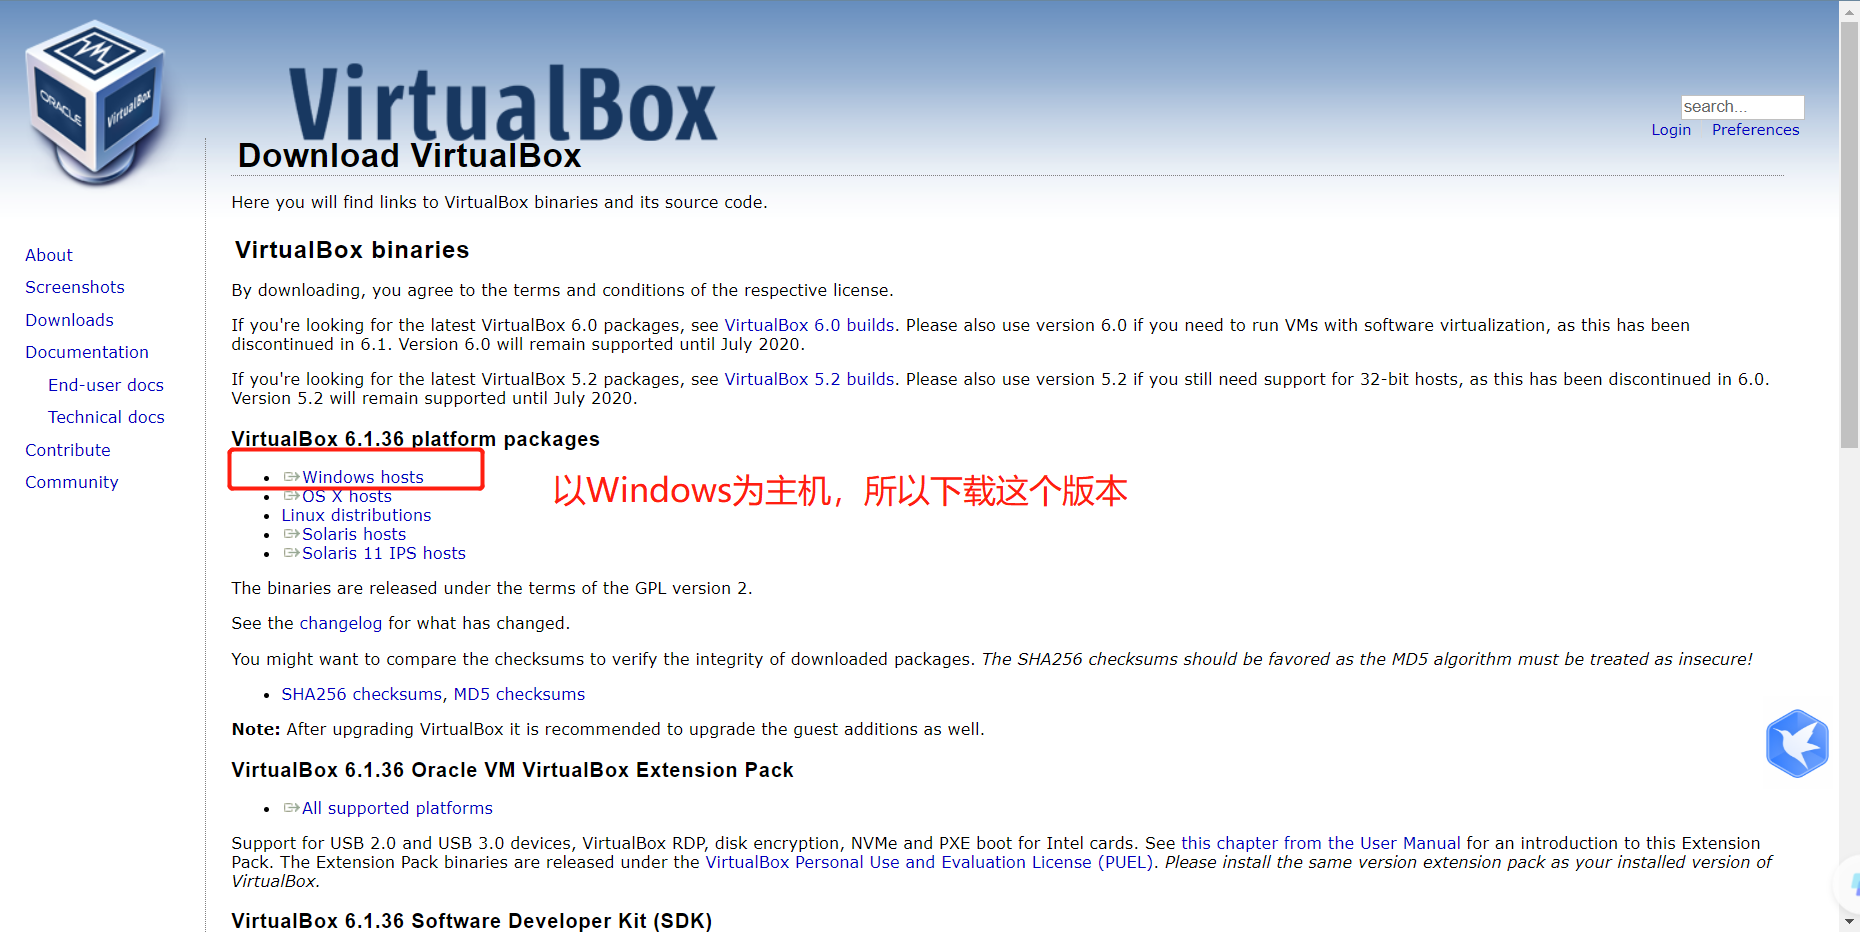 ORACLE
VirtualBox
VirtualBox
search...
Login Preferences
Download VirtualBox
Here you will find links to VirtualBox binaries and its source code.
About
Screenshots
Downloads
Documentation
End-user docs
Technical docs
Contribute
Community
VirtualBox binaries
By downloading, you agree to the terms and conditions of the respective license.
If you're looking for the latest VirtualBox 6.0 packages, see VirtualBox 6.0 builds. Please also use version 6.0 if you need to run VMs with software virtualization, as this has been
discontinued in 6.1. Version 6.0 will remain supported until July 2020.
If you're looking for the latest VirtualBox 5.2 packages, see VirtualBox 5.2 builds. Please also use version 5.2 if you still need support for 32-bit hosts, as this has been discontinued in 6.0.
Version 5.2 will remain supported until July 2020.
VirtualBox 6.1.36 platform packages
Windows hosts
以Windows为主机，所以下载这个版本
OS X hosts
Linux distributions
Solaris hosts
Solaris 11 IPS hosts
The binaries are released under the terms of the GPL version 2.
See the changelog for what has changed.
You might want to compare the checksums to verify the integrity of downloaded packages. The SHA256 checksums should be favored as the MD5 algorithm must be treated as insecure!
SHA256 checksums, MD5 checksums
Note: After upgrading VirtualBox it is recommended to upgrade the guest additions as well.
VirtualBox 6.1.36 Oracle VM VirtualBox Extension Pack
All supported platforms
Support for USB 2.0 and USB 3.0 devices, VirtualBox RDP, disk encryption, NVMe and PXE boot for Intel cards. See this chapter from the User Manual for an introduction to this Extension
Pack. The Extension Pack binaries are released under the VirtualBox Personal Use and Evaluation License (PUEL). Please install the same version extension pack as your installed version of
VirtualBox.
VirtualBox 6.1.36 Software Developer Kit (SDK)